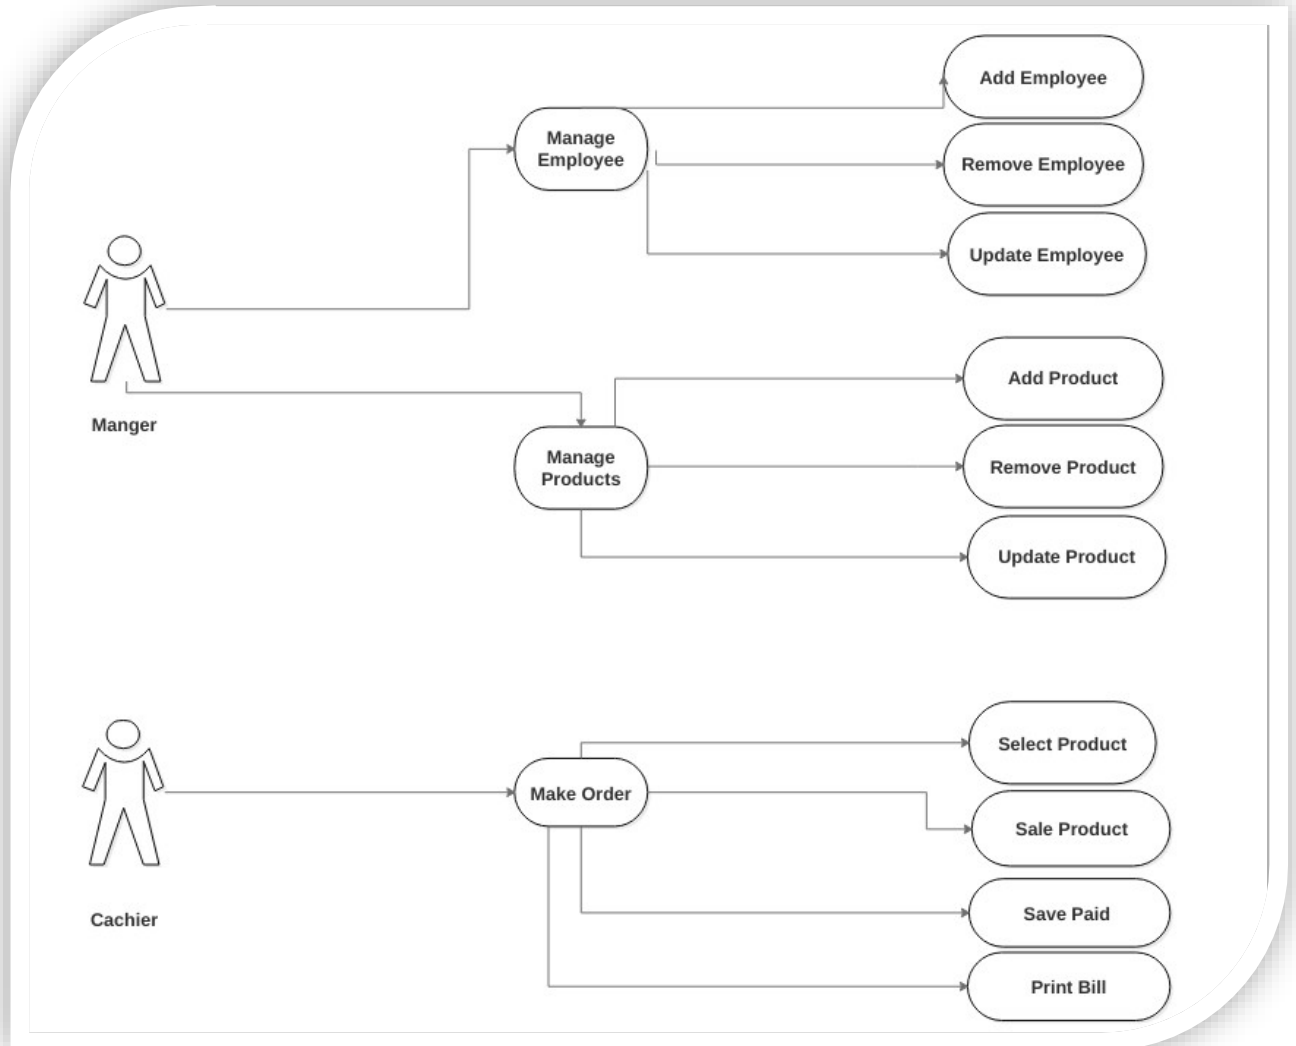 Add Employee
Manage
Employee
Remove Employee
Update Employee
Manger
Add Product
Manage
Products
Remove Product
Update Product
Select Product
Make Order
Sale Product
Cachier
Save Paid
Print Bill